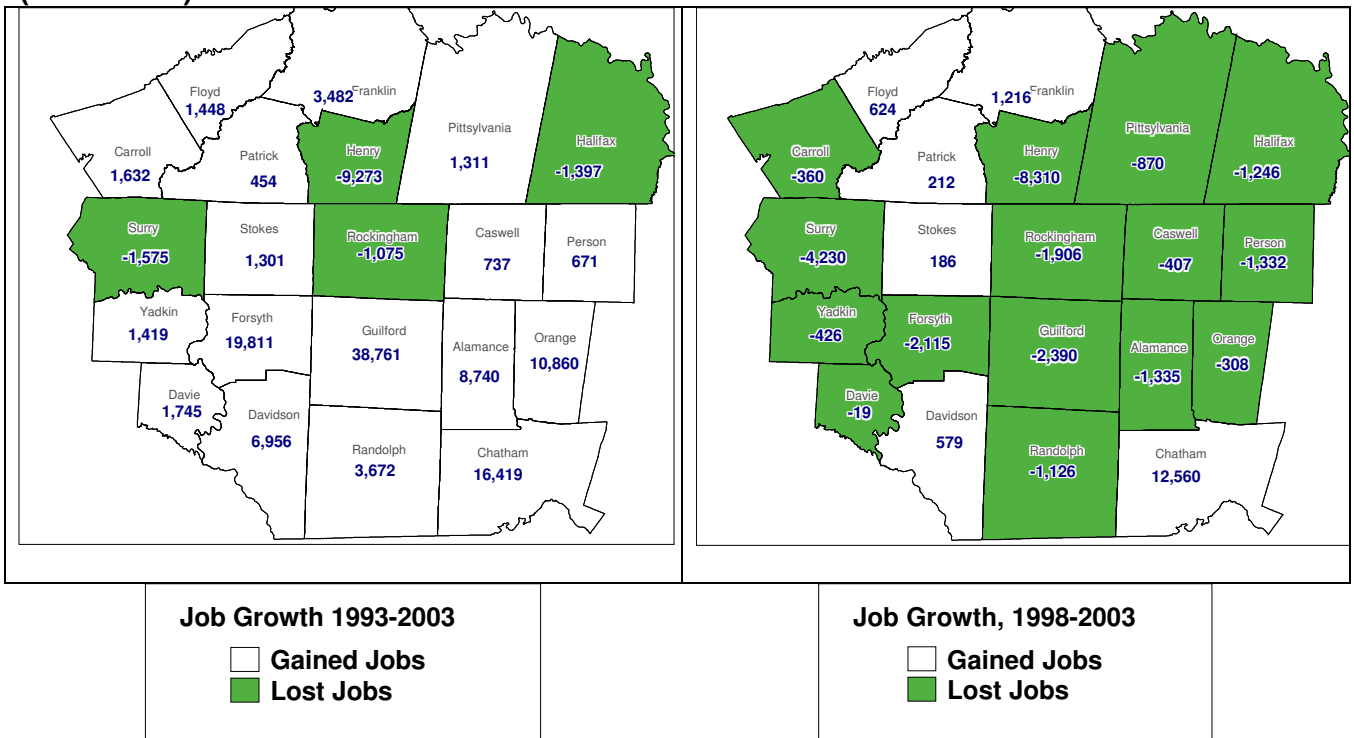 Floyd
1,448
3,482 Franklin
Carroll
1,632
Patrick
454
Henry
-9,273
Pittsylvania
1,311
Halifax
-1,397
Surry
-1,575
Stokes
1,301
Rockingham
-1,075
Caswell
737
Person
671
Yadkin
1,419
Forsyth
19,811
Guilford
38,761
Alamance
8,740
Orange
10,860
Davie
1,745
Davidson
6,956
Randolph
3,672
Chatham
16,419
Job Growth 1993-2003
Gained Jobs
Lost Jobs
Floyd
624
1,216 Franklin
Carroll
-360
Patrick
212
Henry
-8,310
Pittsylvania
-870
Halifax
-1,246
Surry
-4,230
Stokes
186
Rockingham
-1,906
Caswell
-407
Person
-1,332
Yadkin
-426
Forsyth
-2,115
Guilford
-2,390
Alamance
-1,335
Orange
-308
Davie
-19
Davidson
579
Randolph
-1,126
Chatham
12,560
Job Growth, 1998-2003
Gained Jobs
Lost Jobs